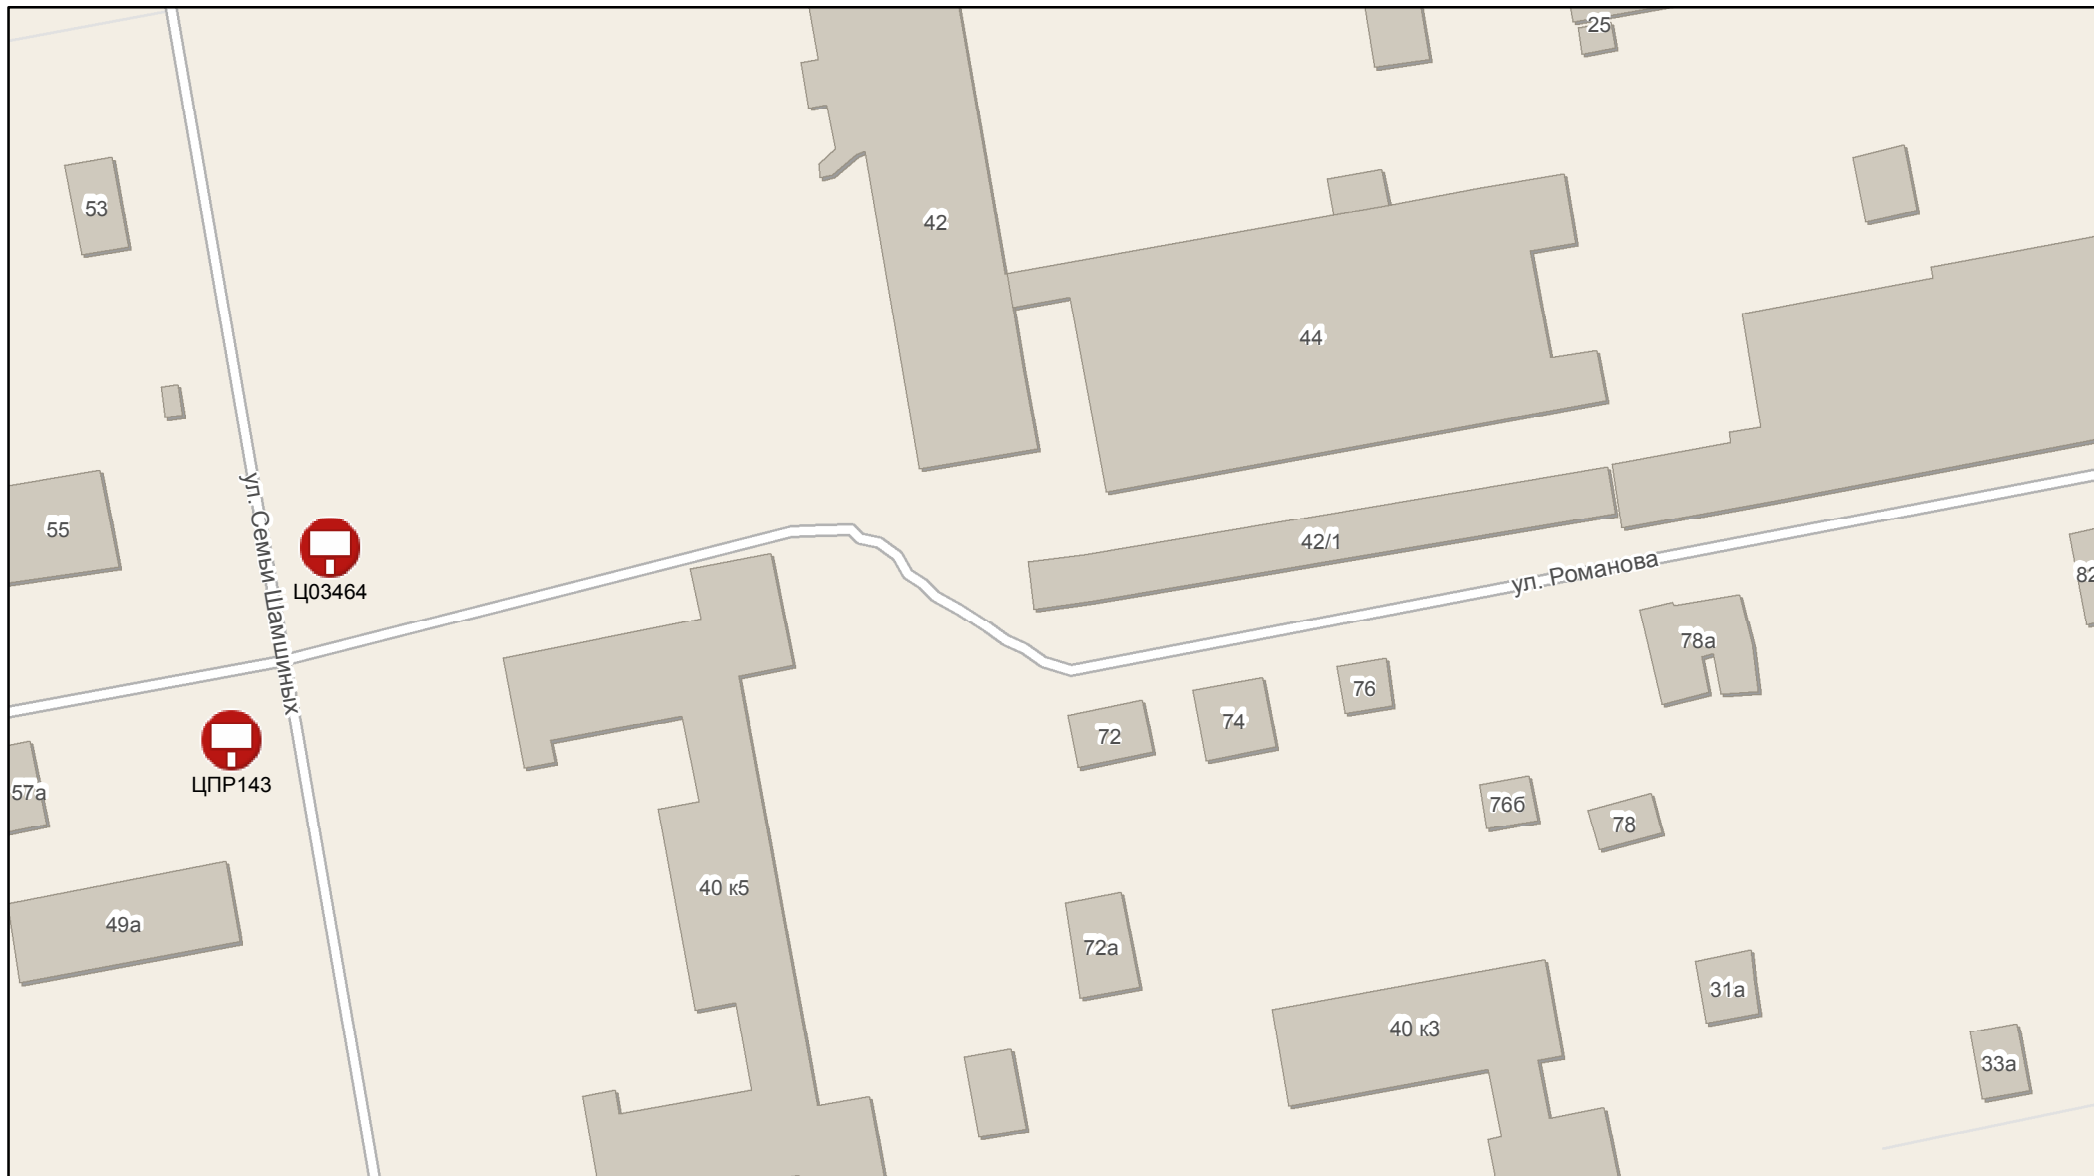 25
53
42
44
55
ул. Семьи Шамшиных
Ц03464
42/1
ул. Романова
82
78а
76
74
72
ЦПР143
57а
76б
78
40 к5
49а
72а
31а
40 к3
33а